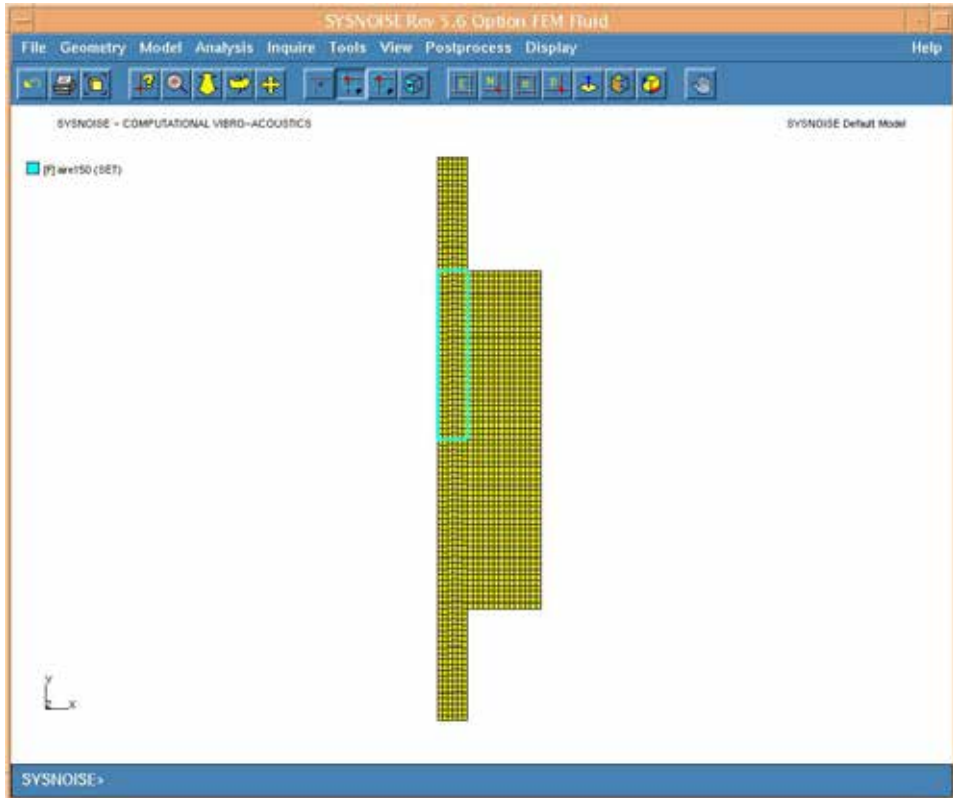 SYSNOISE Rev 5.6 Option FEM Fluid
File Geometry Model Analysis Inquire Tools View Postprocess Display Help
SYSNOISE - COMPUTATIONAL VIBRO-ACOUSTICS
SYSNOISE Default Model
(SET)
Y
Z X
SYSNOISE>